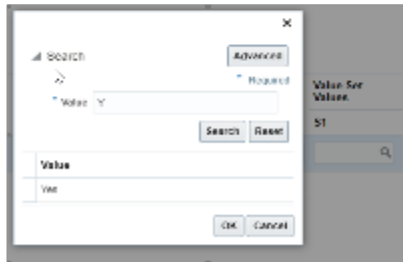 Search
Advanced
* Required
* Value Y
Search Reset
Value
Yes
OK Cancel
Value Set
Values
51